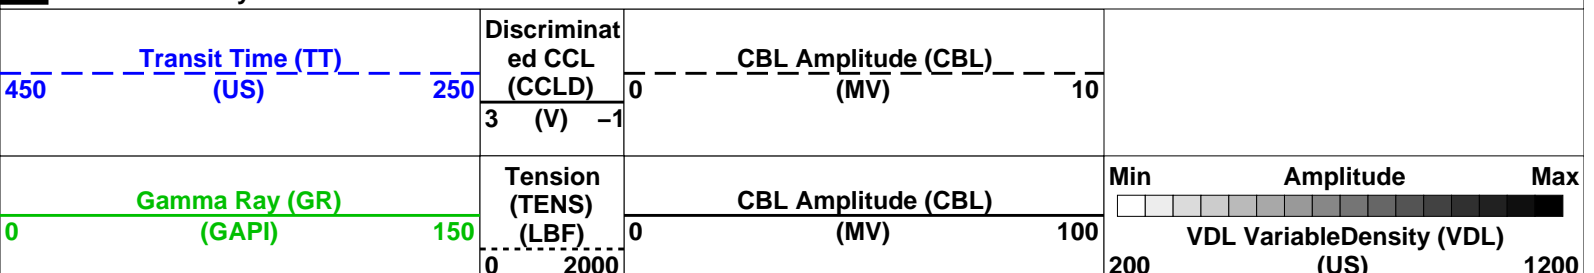 Transit Time (TT)
450 (US) 250
Discriminat
ed CCL
(CCLD)
3 (V) −1
CBL Amplitude (CBL)
0 (MV) 10
Gamma Ray (GR)
0 (GAPI) 150
Tension
(TENS)
(LBF)
0 2000
CBL Amplitude (CBL)
0 (MV) 100
Min Amplitude Max
VDL VariableDensity (VDL)
200 (US) 1200